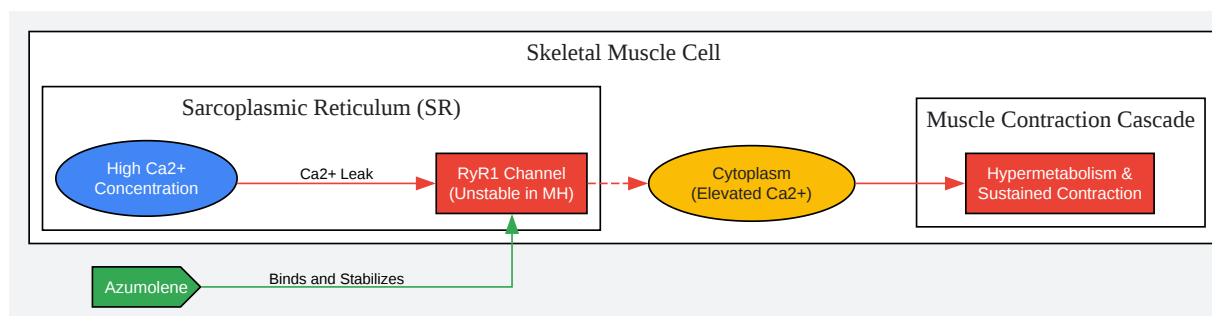 Skeletal Muscle Cell
Sarcoplasmic Reticulum (SR)
Muscle Contraction Cascade
High Ca2+
Concentration
Ca2+ Leak
RyR1 Channel
(Unstable in MH)
Cytoplasm
(Elevated Ca2+)
Hypermetabolism &
Sustained Contraction
Azumolene
Binds and Stabilizes